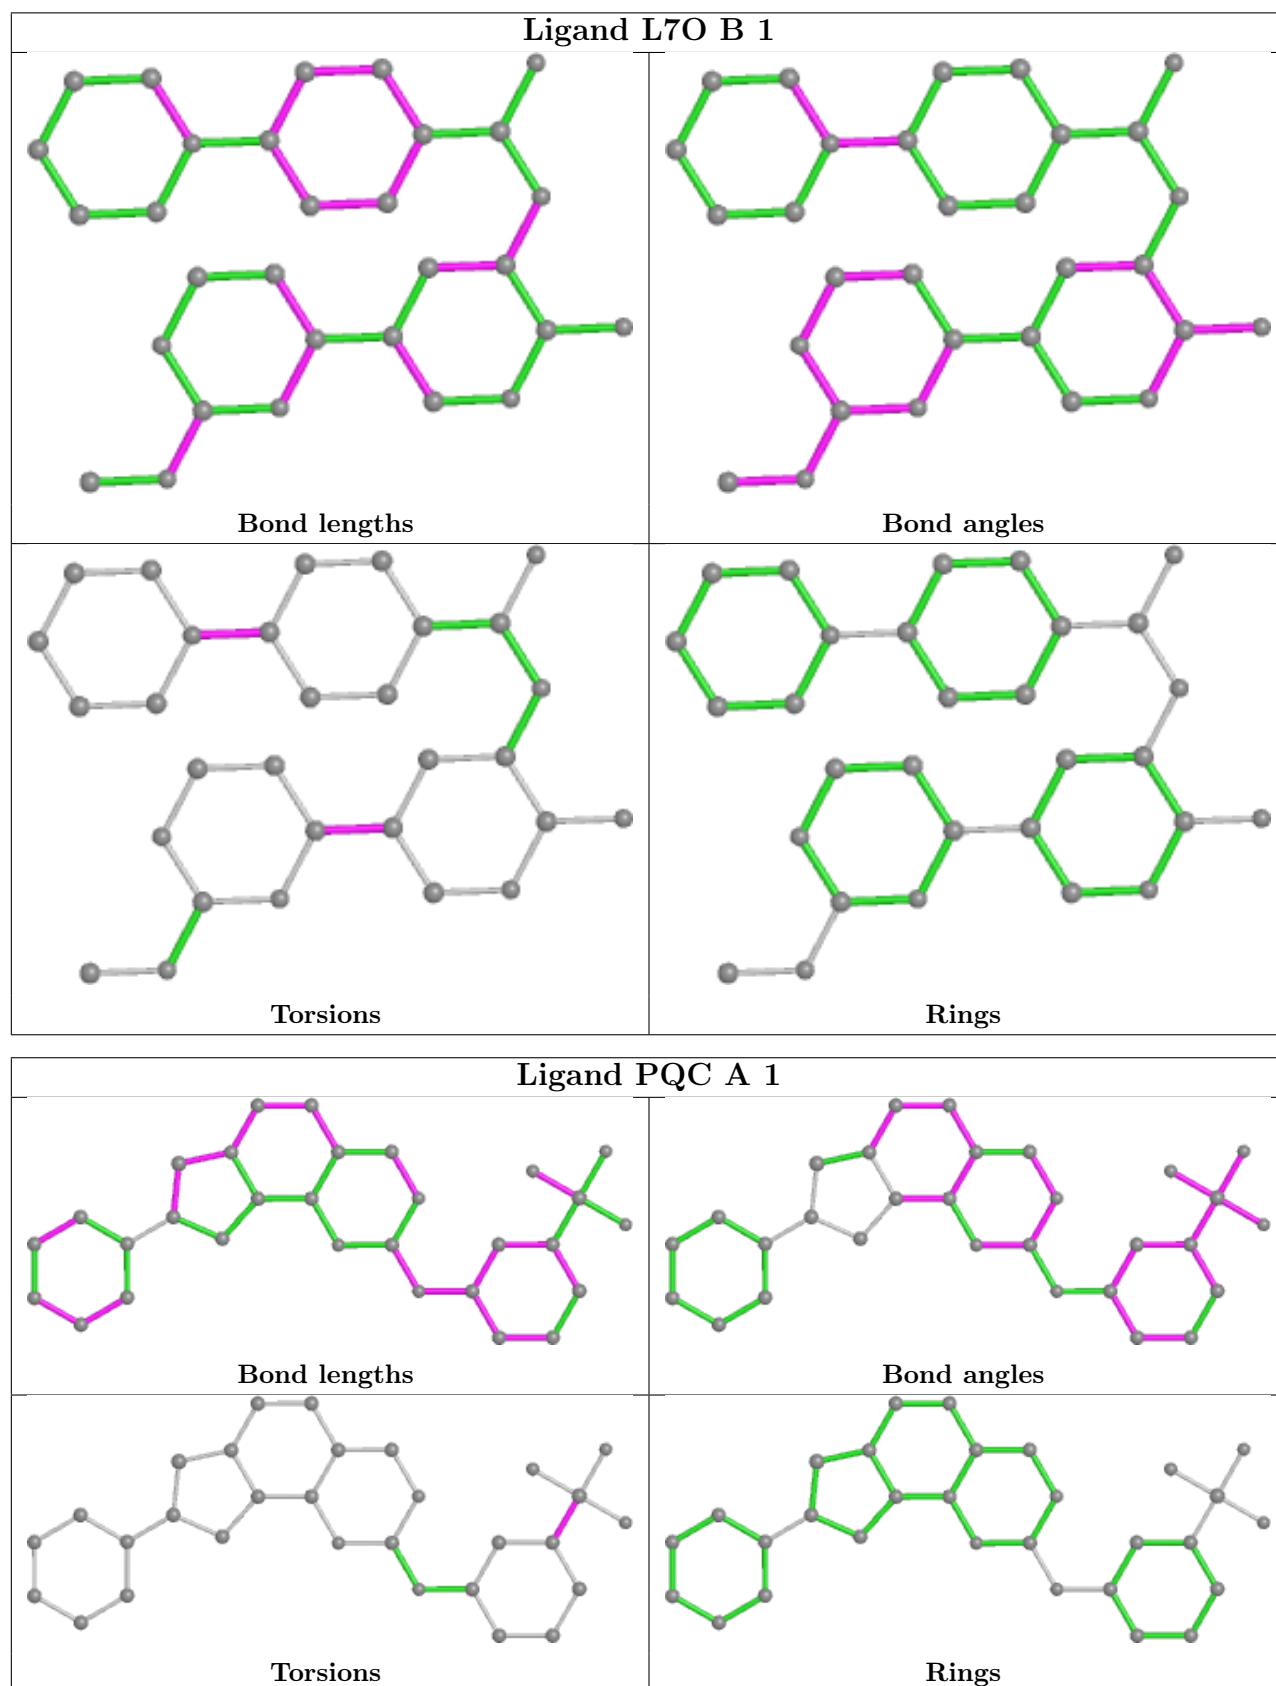 Ligand L7O B 1
Bond lengths
Bond angles
Torsions
Rings
Ligand PQC A 1
Bond lengths
Bond angles
Torsions
Rings